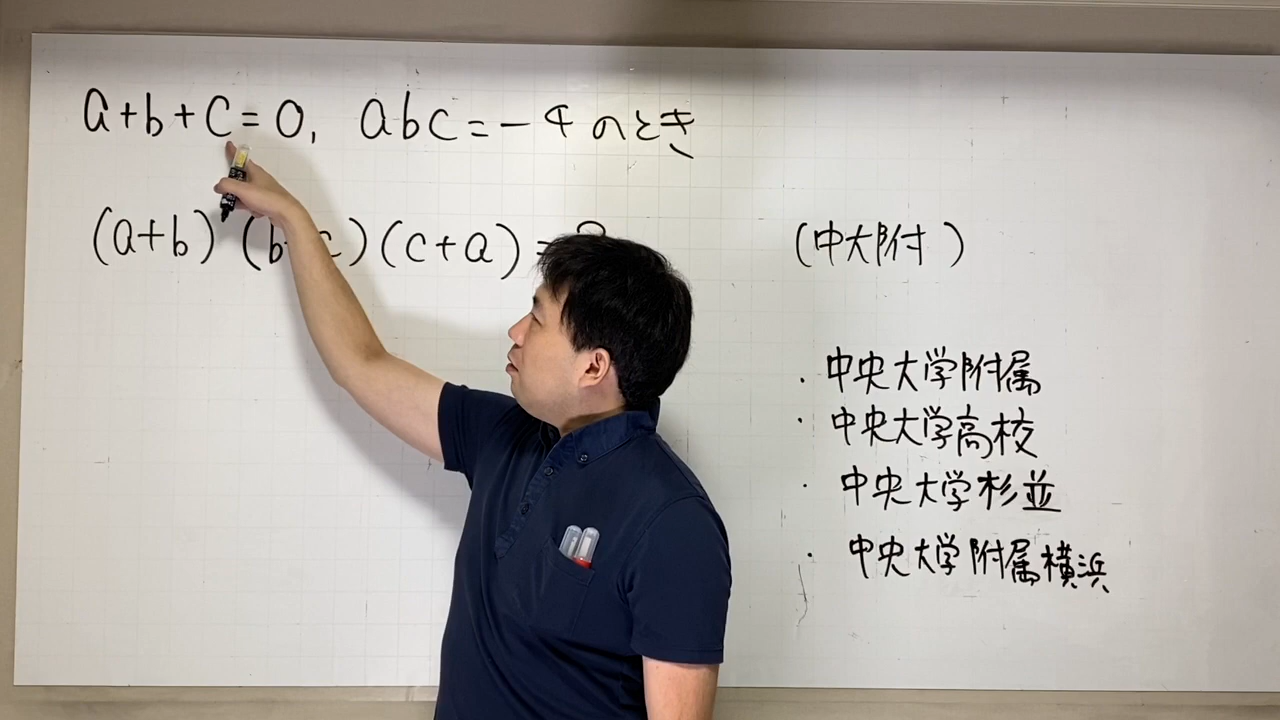 a+b+c=0, abc=-4 のとき
(a+b)(b+c)(c+a)=?
(中大附)
・中央大学附属
・中央大学高校
・中央大学杉並
・中央大学附属横浜